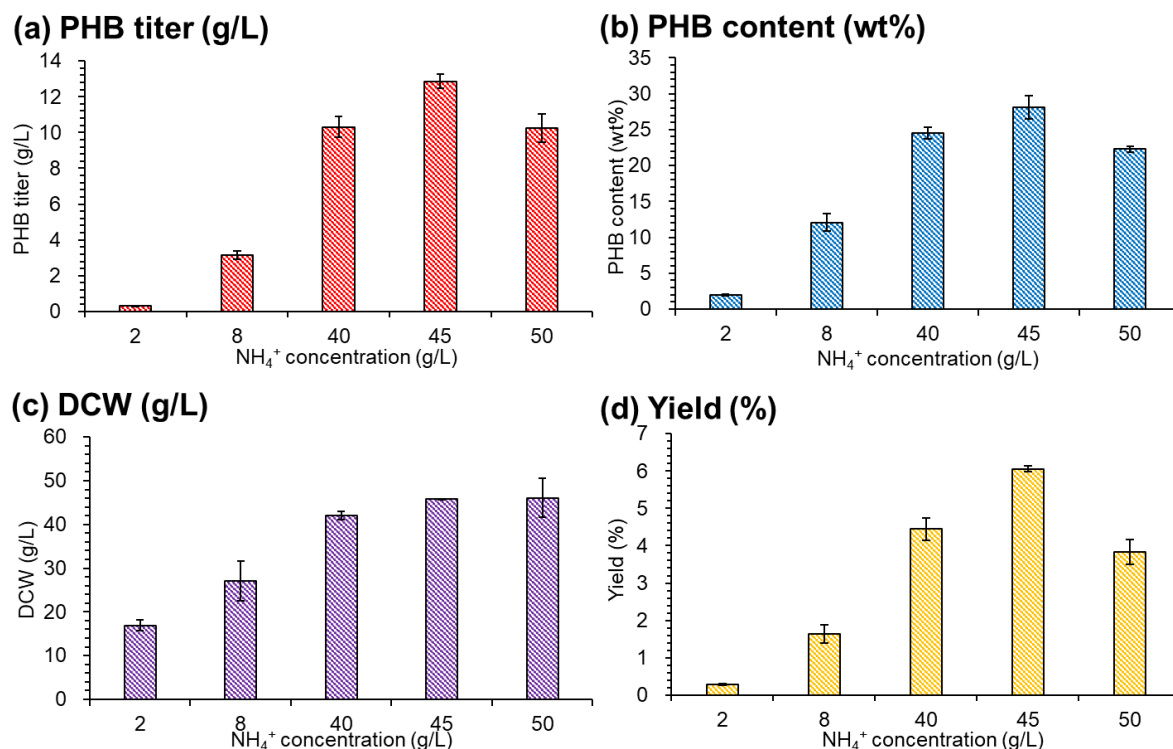 (a) PHB titer (g/L)
PHB titer (g/L)
14
12
10
8
6
4
2
0
2 8 40 45 50
NH₄⁺ concentration (g/L)
(b) PHB content (wt%)
PHB content (wt%)
35
30
25
20
15
10
5
0
2 8 40 45 50
NH₄⁺ concentration (g/L)
(c) DCW (g/L)
DCW (g/L)
60
50
40
30
20
10
0
2 8 40 45 50
NH₄⁺ concentration (g/L)
(d) Yield (%)
Yield (%)
7
6
5
4
3
2
1
0
2 8 40 45 50
NH₄⁺ concentration (g/L)